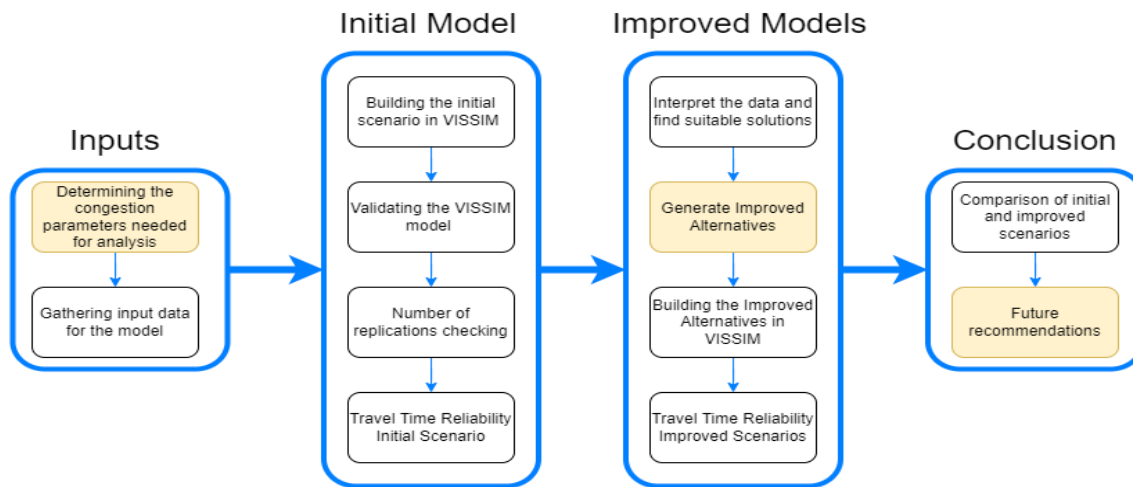 Inputs
Determining the
congestion
parameters needed
for analysis
Gathering input data
for the model
Initial Model
Building the initial
scenario in VISSIM
Validating the VISSIM
model
Number of
replications checking
Travel Time Reliability
Initial Scenario
Improved Models
Interpret the data and
find suitable solutions
Generate Improved
Alternatives
Building the Improved
Alternatives in
VISSIM
Travel Time Reliability
Improved Scenarios
Conclusion
Comparison of initial
and improved
scenarios
Future
recommendations